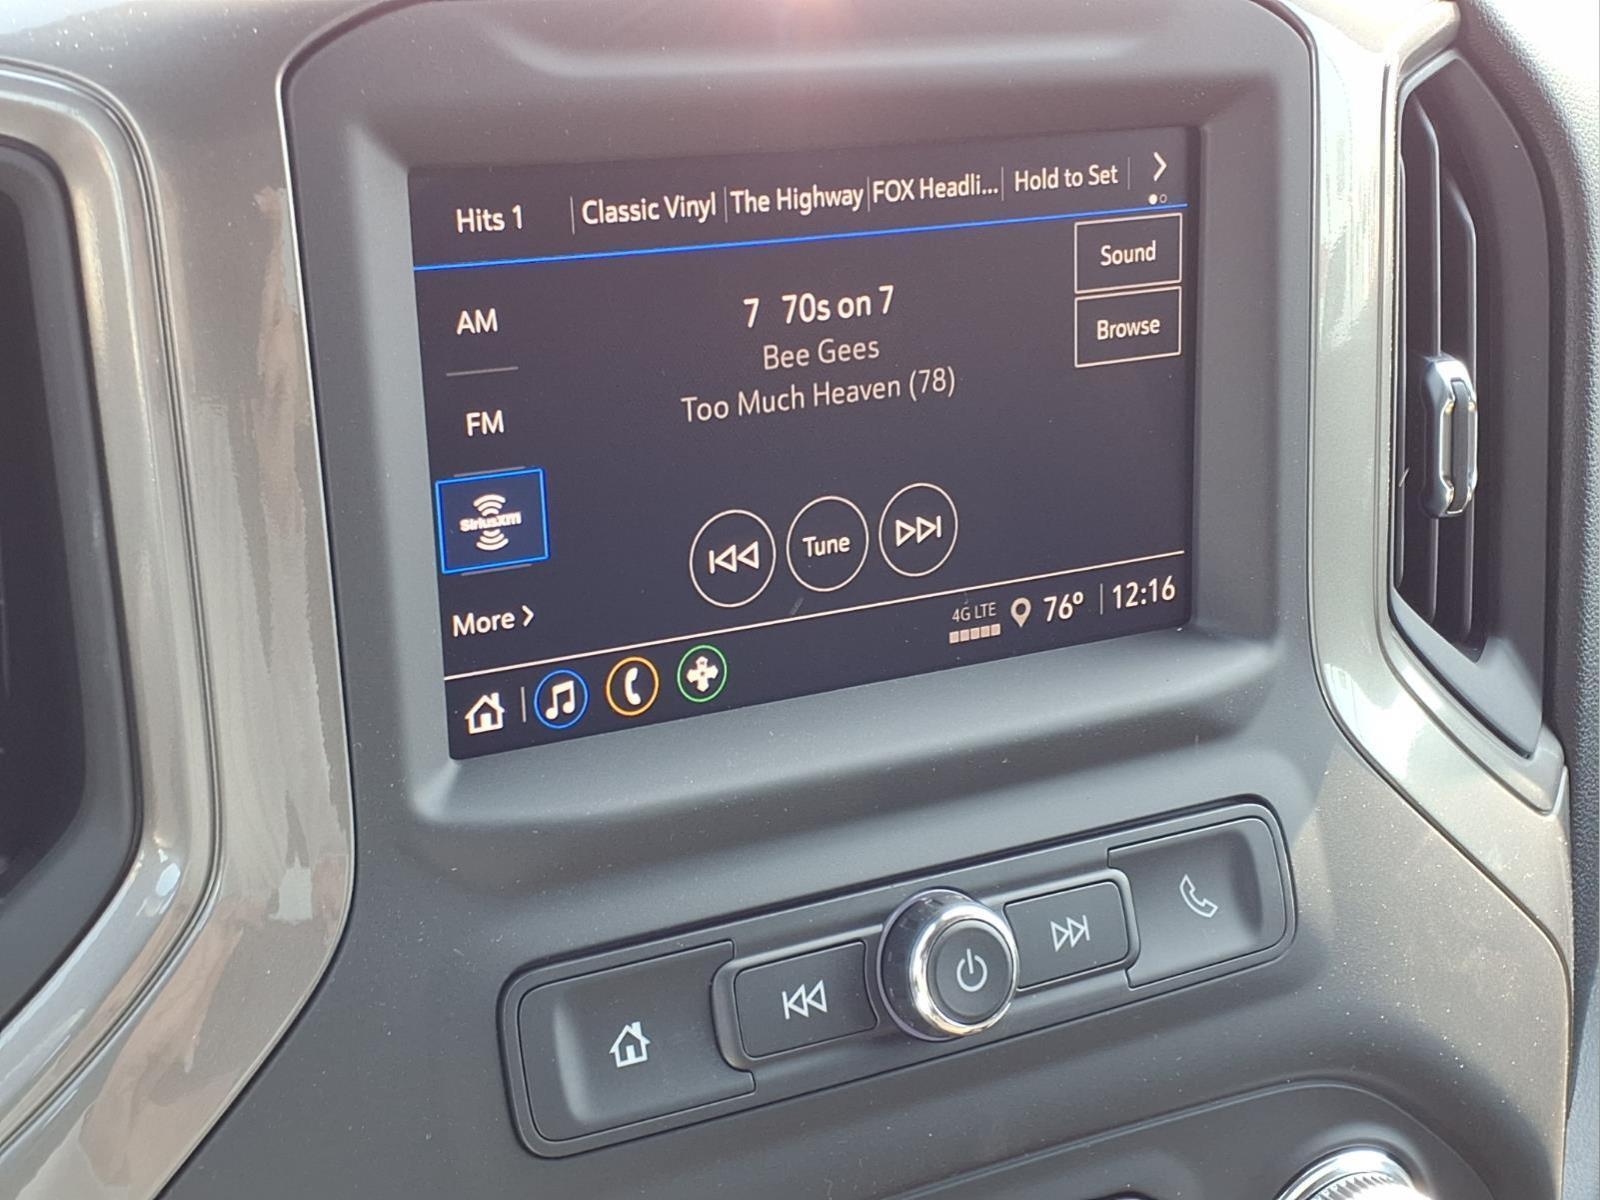 Hits 1 Classic Vinyl The Highway FOX Headli... Hold to Set
Sound
Browse
AM
FM
SiriusXM
More
7 70s on 7
Bee Gees
Too Much Heaven (78)
Tune
4G LTE 76° 12:16